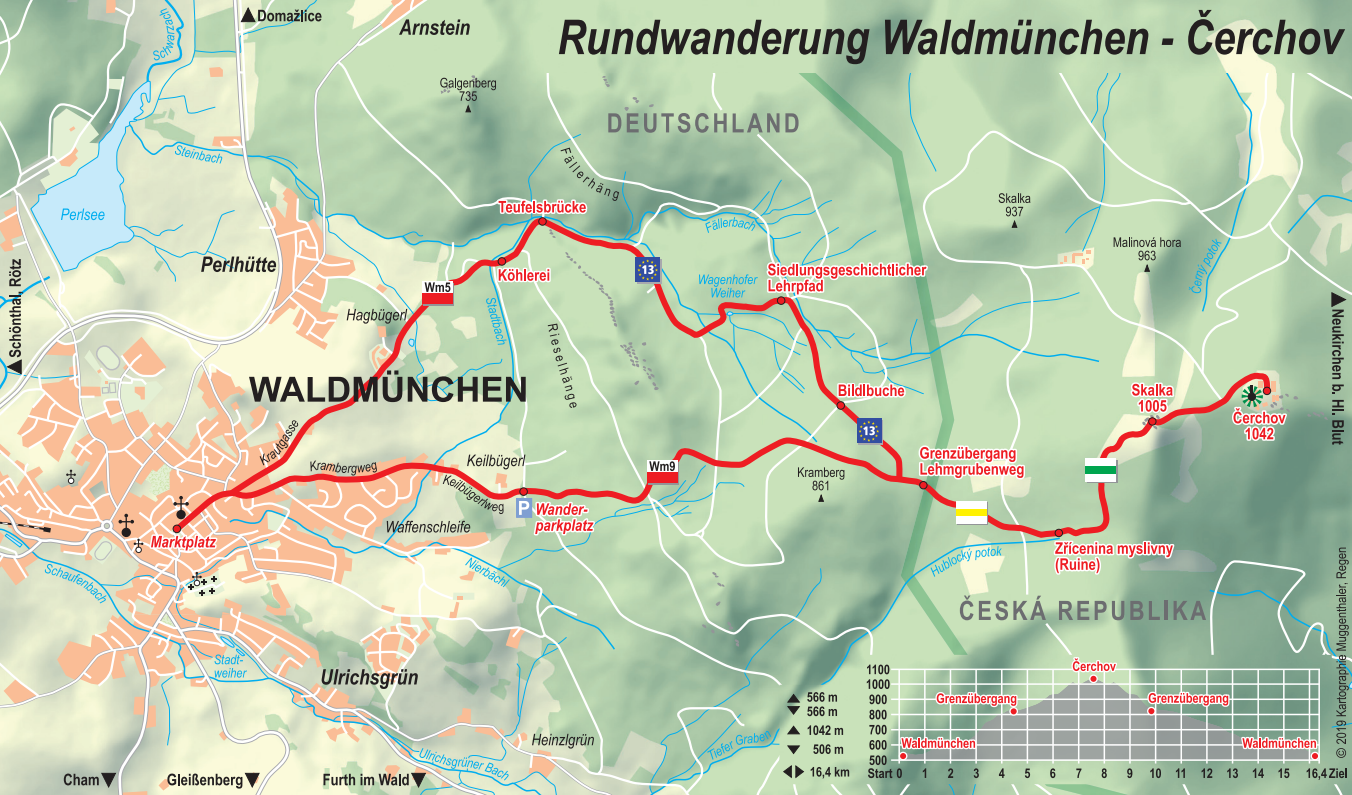 Rundwanderung Waldmünchen - Čerchov
Domažlice
Arnstein
Schwarzach
Galgenberg
735
DEUTSCHLAND
Steinbach
Fällerhäng
Perlsee
Teufelsbrücke
Skalka
937
Fällerbach
Malinová hora
963
Černý potok
Perlhütte
Köhlerei
13
Siedlungsgeschichtlicher
Lehrpfad
Wagenhofer
Weiher
Schönthal, Rötz
Wm5
Hagbügerl
Stadtbach
Rieselhänge
Neukirchen b. Hl. Blut
WALDMÜNCHEN
Bildlbuche
Skalka
1005
Čerchov
1042
13
Krautgasse
Krambergweg
Keilbügerl
Keilbügerlweg
Wm9
Kramberg
861
Grenzübergang
Lehmgrubenweg
P
Wander-
parkplatz
Waffenschleife
Marktplatz
Zřícenina myslivny
(Ruine)
Hublocký potok
Nierbachl
Schaufenbach
ČESKÁ REPUBLIKA
Stadt-
weiher
Ulrichsgrün
Heinzlgrün
Tiefer Graben
Ulrichsgrüner Bach
Cham
Gleißenberg
Furth im Wald
566 m
566 m
1042 m
506 m
16,4 km
1100
1000
900
800
700
600
500
Čerchov
Grenzübergang
Grenzübergang
Waldmünchen
Waldmünchen
Start 0 1 2 3 4 5 6 7 8 9 10 11 12 13 14 15 16,4 Ziel
© 2019 Kartographie Muggenthaler, Regen